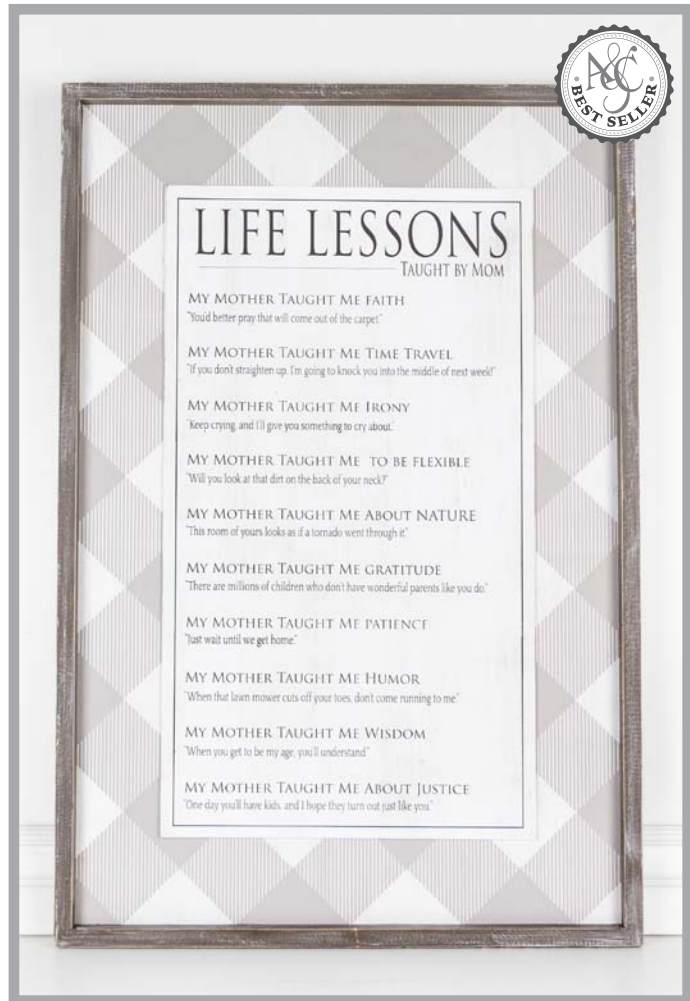 A&C
BEST SELLER
LIFE LESSONS
TAUGHT BY MOM
MY MOTHER TAUGHT ME FAITH
"You'd better pray that will come out of the carpet."
MY MOTHER TAUGHT ME TIME TRAVEL
"If you don't straighten up, I'm going to knock you into the middle of next week!"
MY MOTHER TAUGHT ME IRONY
"Keep crying, and I'll give you something to cry about."
MY MOTHER TAUGHT ME TO BE FLEXIBLE
"Will you look at that dirt on the back of your neck?"
MY MOTHER TAUGHT ME ABOUT NATURE
"This room of yours looks as if a tornado went through it."
MY MOTHER TAUGHT ME GRATITUDE
"There are millions of children who don't have wonderful parents like you do."
MY MOTHER TAUGHT ME PATIENCE
"Just wait until we get home."
MY MOTHER TAUGHT ME HUMOR
"When that lawn mower cuts off your toes, don't come running to me."
MY MOTHER TAUGHT ME WISDOM
"When you get to be my age, you'll understand."
MY MOTHER TAUGHT ME ABOUT JUSTICE
"One day you'll have kids, and I hope they turn out just like you."